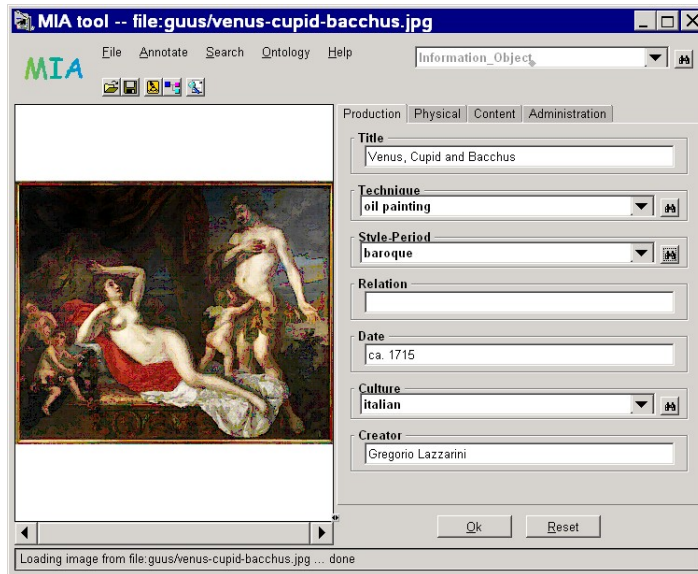 MIA tool -- file:guus/venus-cupid-bacchus.jpg
MIA
File Annotate Search Ontology Help
Information_Object
Production Physical Content Administration
Title
Venus, Cupid and Bacchus
Technique
oil painting
Style-Period
baroque
Relation
Date
ca. 1715
Culture
italian
Creator
Gregorio Lazzarini
Ok Reset
Loading image from file:guus/venus-cupid-bacchus.jpg ... done